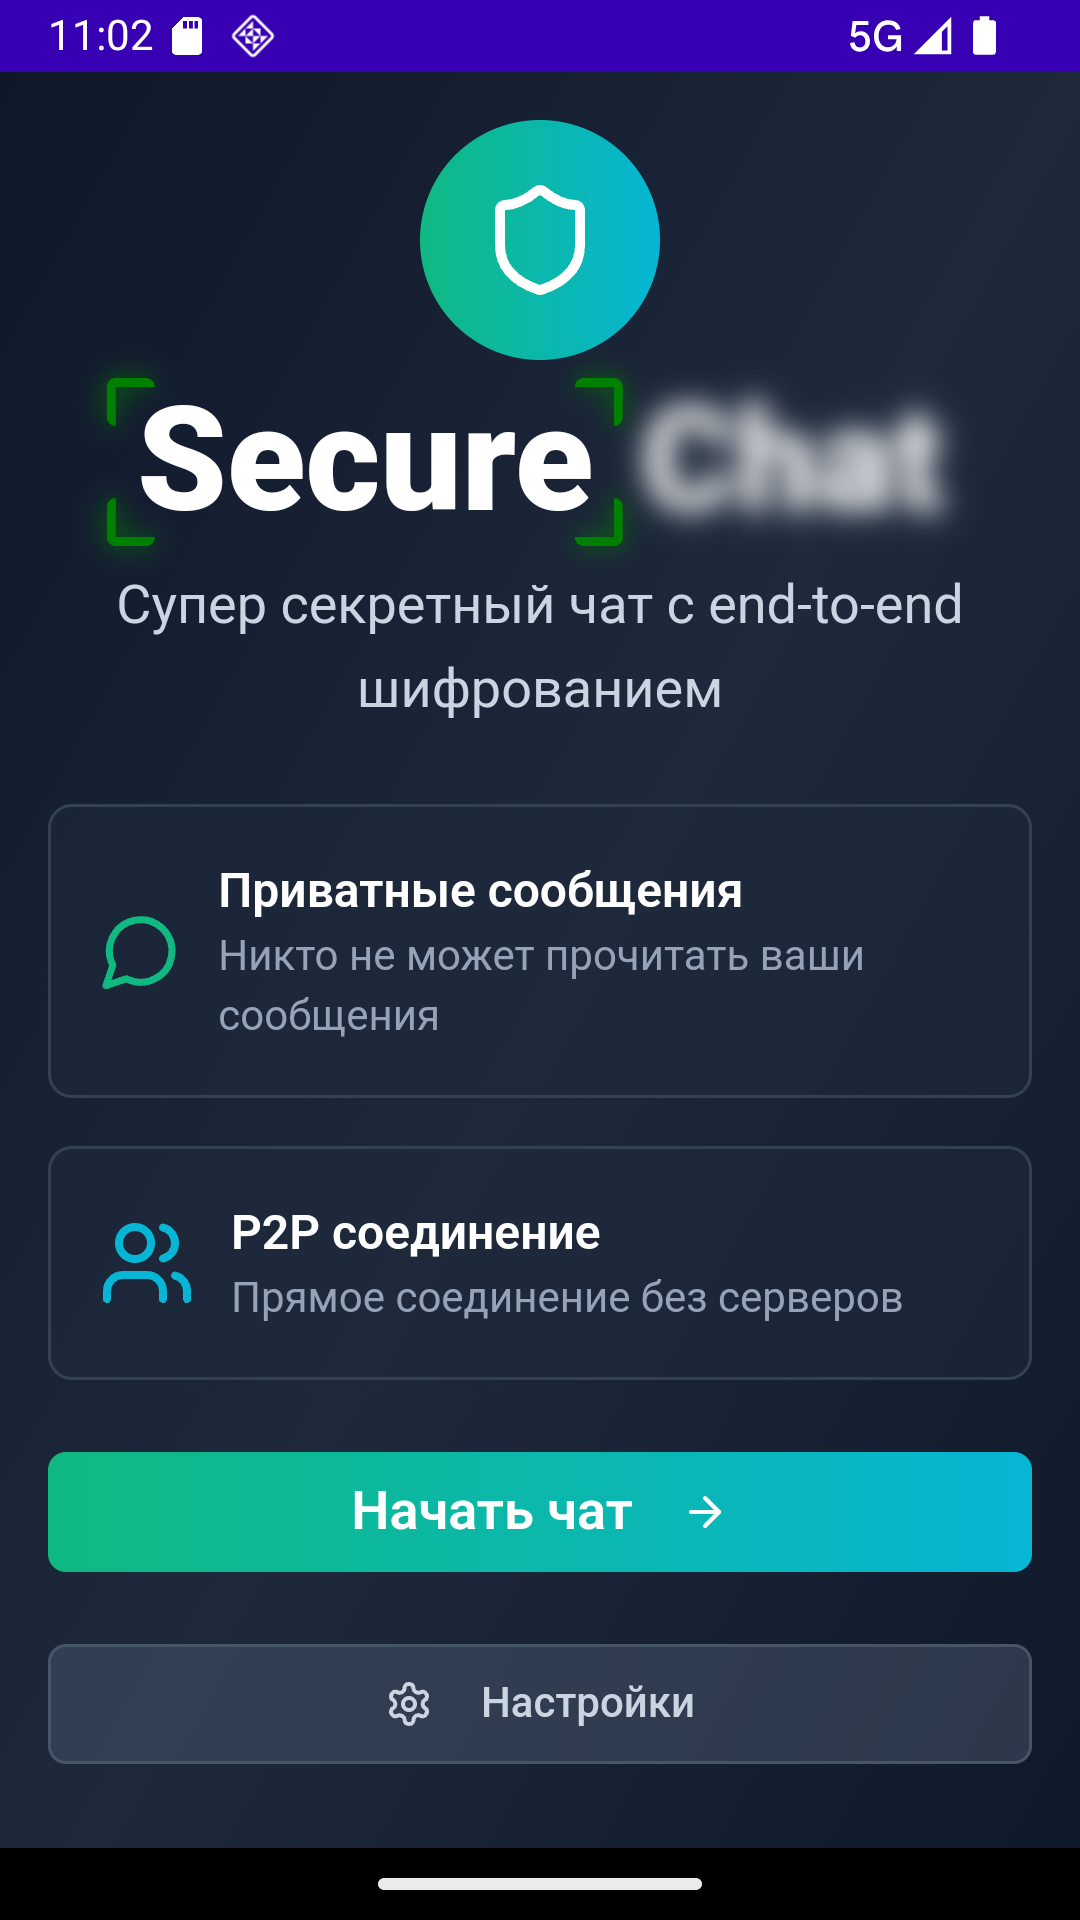 11:02
5G
Secure Chat
Супер секретный чат с end-to-end
шифрованием
Приватные сообщения
Никто не может прочитать ваши
сообщения
P2P соединение
Прямое соединение без серверов
Начать чат
Настройки